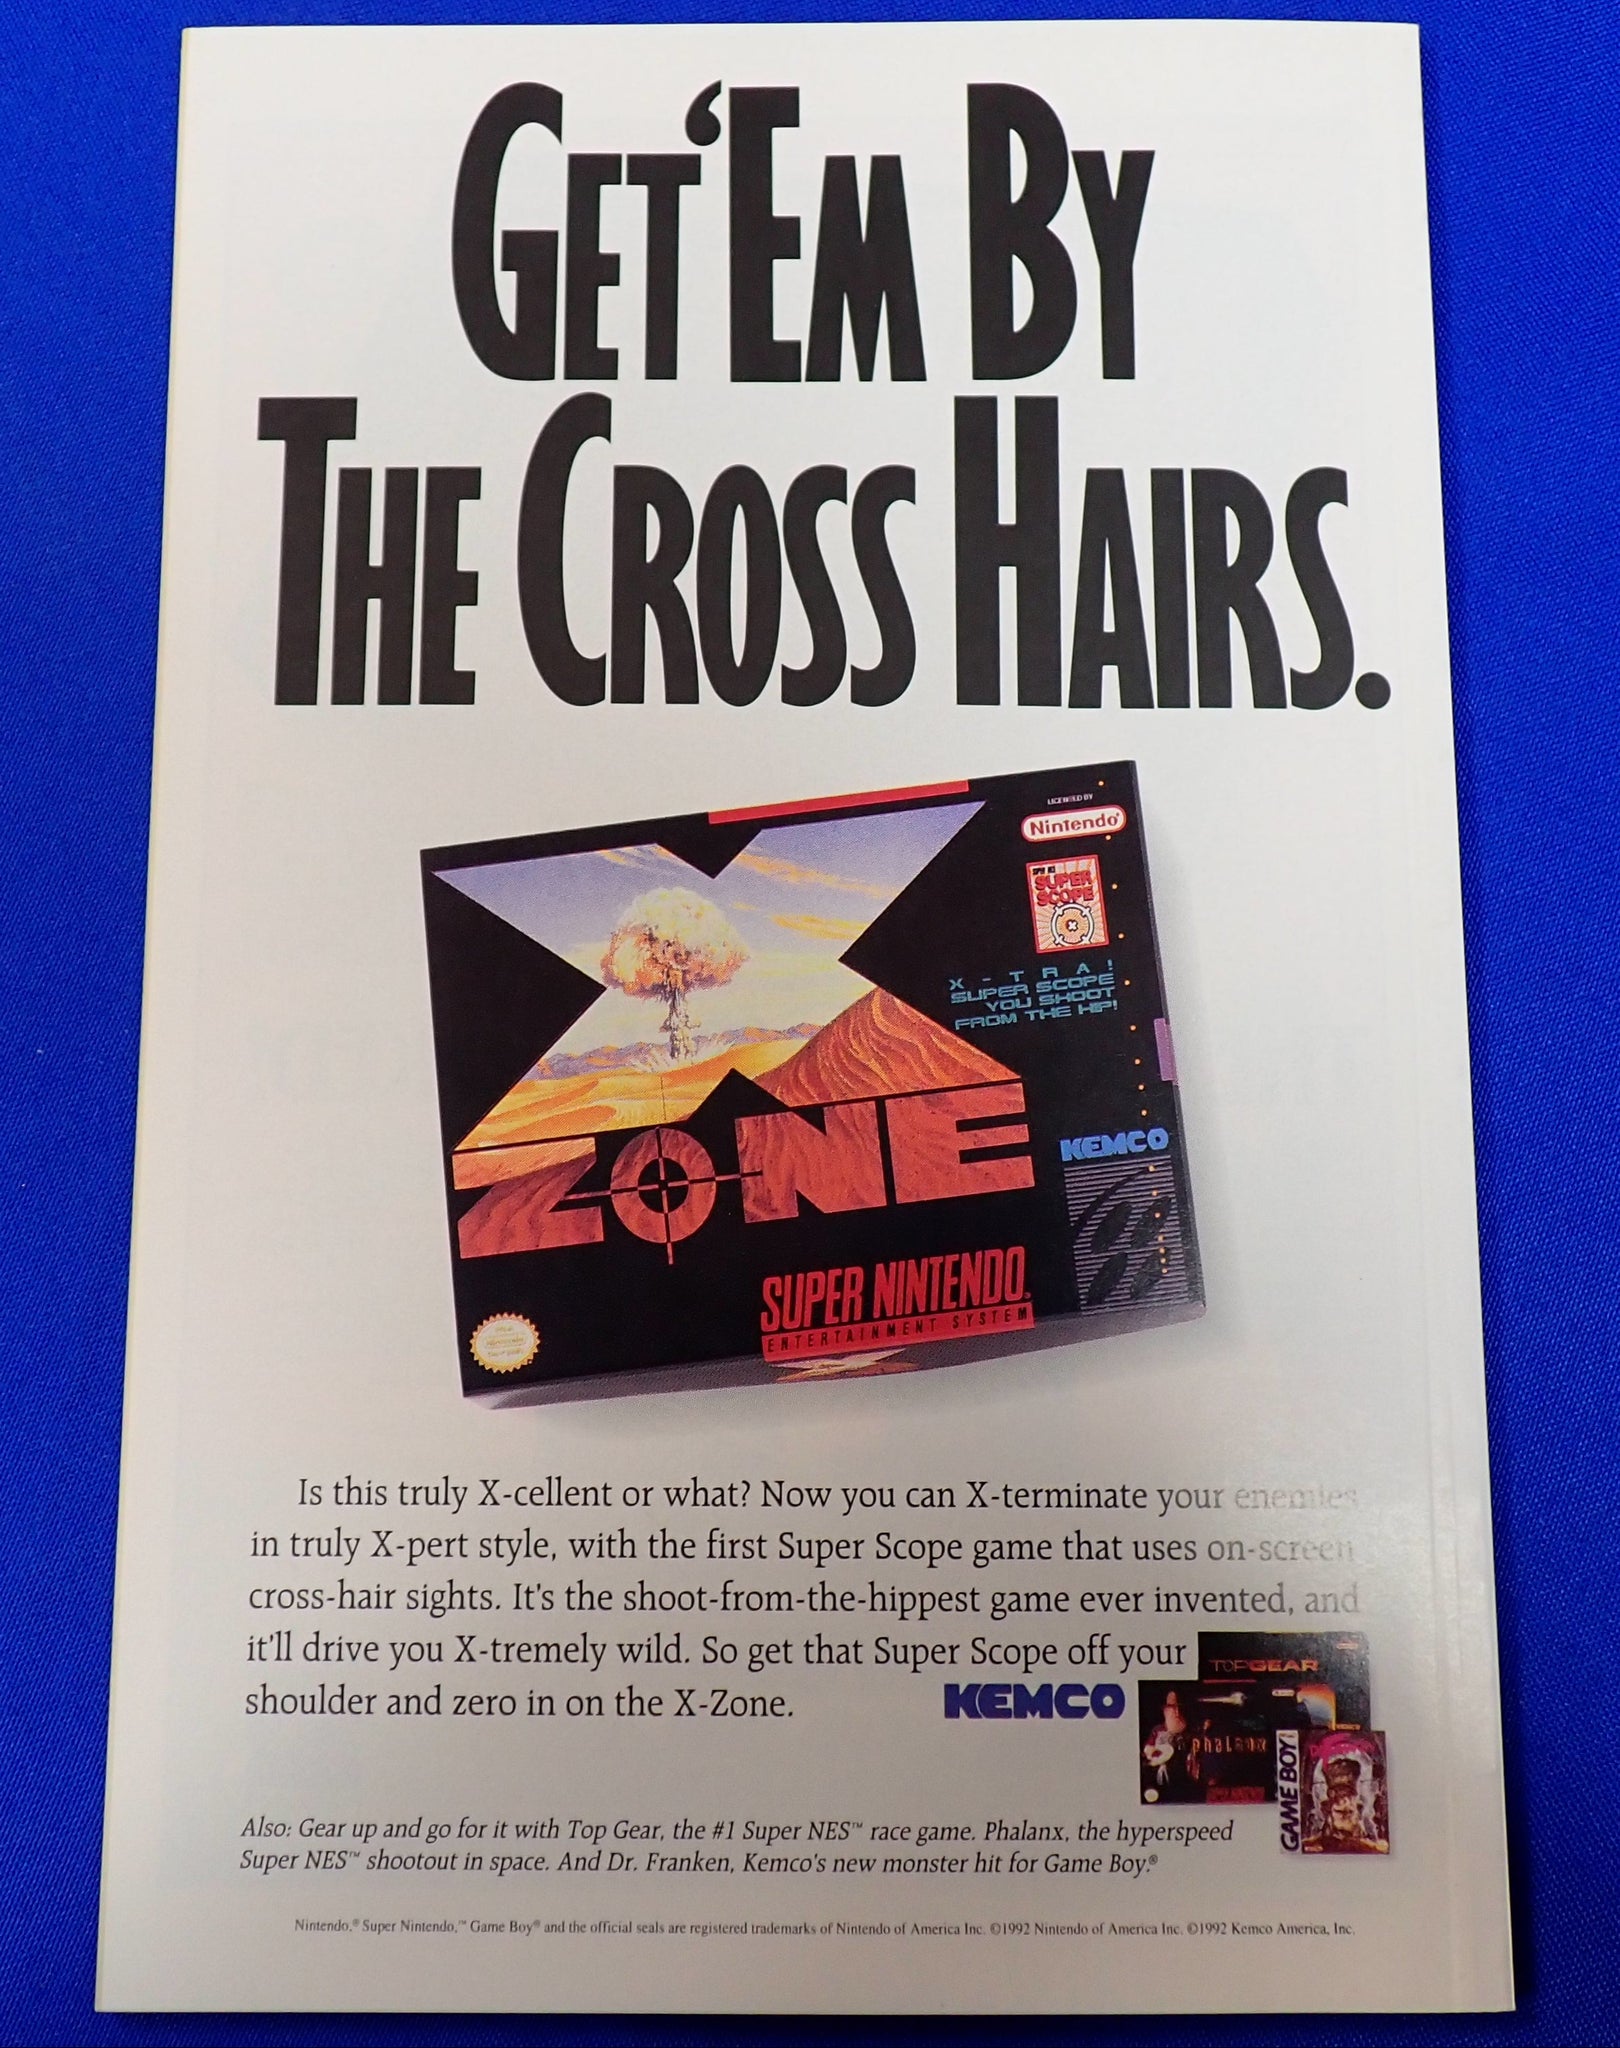 GET 'EM BY
THE CROSS HAIRS.
LICENSED BY
Nintendo
SUPER
SCOPE
X-TRA!
SUPER SCOPE
YOU SHOOT
FROM THE HIP!
X
ZONE
KEMCO
SUPER NINTENDO
ENTERTAINMENT SYSTEM
Is this truly X-cellent or what? Now you can X-terminate your enemies
in truly X-pert style, with the first Super Scope game that uses on-screen
cross-hair sights. It's the shoot-from-the-hippest game ever invented, and
it'll drive you X-tremely wild. So get that Super Scope off your
shoulder and zero in on the X-Zone.
KEMCO
TOP GEAR
phalanx
GAME BOY
Also: Gear up and go for it with Top Gear, the #1 Super NES™ race game. Phalanx, the hyperspeed
Super NES™ shootout in space. And Dr. Franken, Kemco's new monster hit for Game Boy.®
Nintendo,® Super Nintendo,™ Game Boy® and the official seals are registered trademarks of Nintendo of America Inc. ©1992 Nintendo of America Inc. ©1992 Kemco America, Inc.